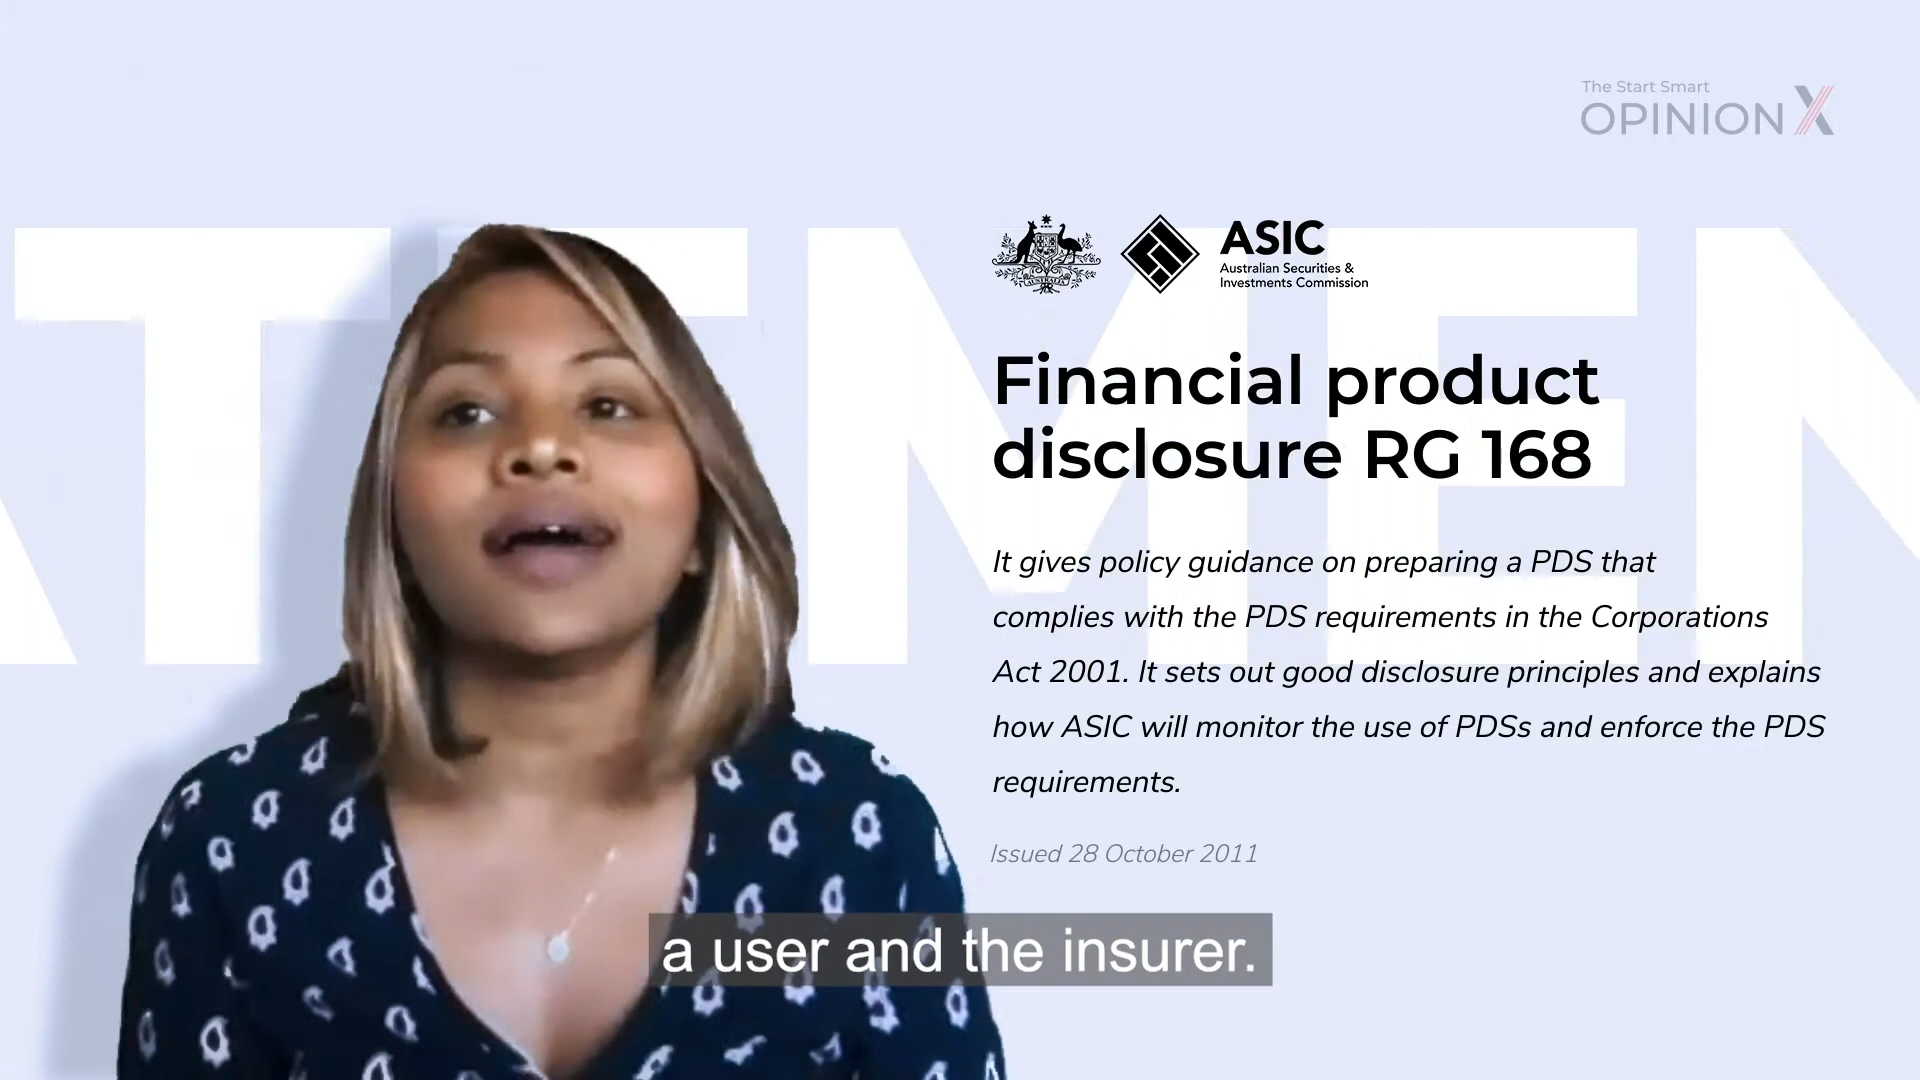 The Start Smart
OPINION X
ATEMEN
AUSTRALIA
ASIC
Australian Securities &
Investments Commission
Financial product
disclosure RG 168
It gives policy guidance on preparing a PDS that
complies with the PDS requirements in the Corporations
Act 2001. It sets out good disclosure principles and explains
how ASIC will monitor the use of PDSs and enforce the PDS
requirements.
Issued 28 October 2011
a user and the insurer.